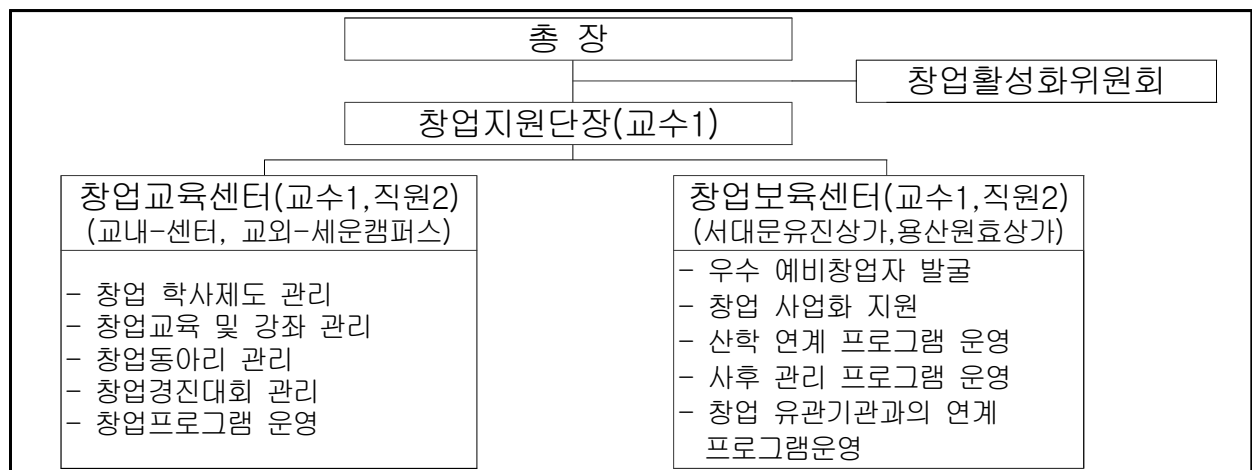 총 장
창업활성화위원회
창업지원단장(교수1)
창업교육센터(교수1,직원2)
(교내-센터, 교외-세운캠퍼스)
- 창업 학사제도 관리
- 창업교육 및 강좌 관리
- 창업동아리 관리
- 창업경진대회 관리
- 창업프로그램 운영
창업보육센터(교수1,직원2)
(서대문유진상가,용산원효상가)
- 우수 예비창업자 발굴
- 창업 사업화 지원
- 산학 연계 프로그램 운영
- 사후 관리 프로그램 운영
- 창업 유관기관과의 연계
프로그램운영